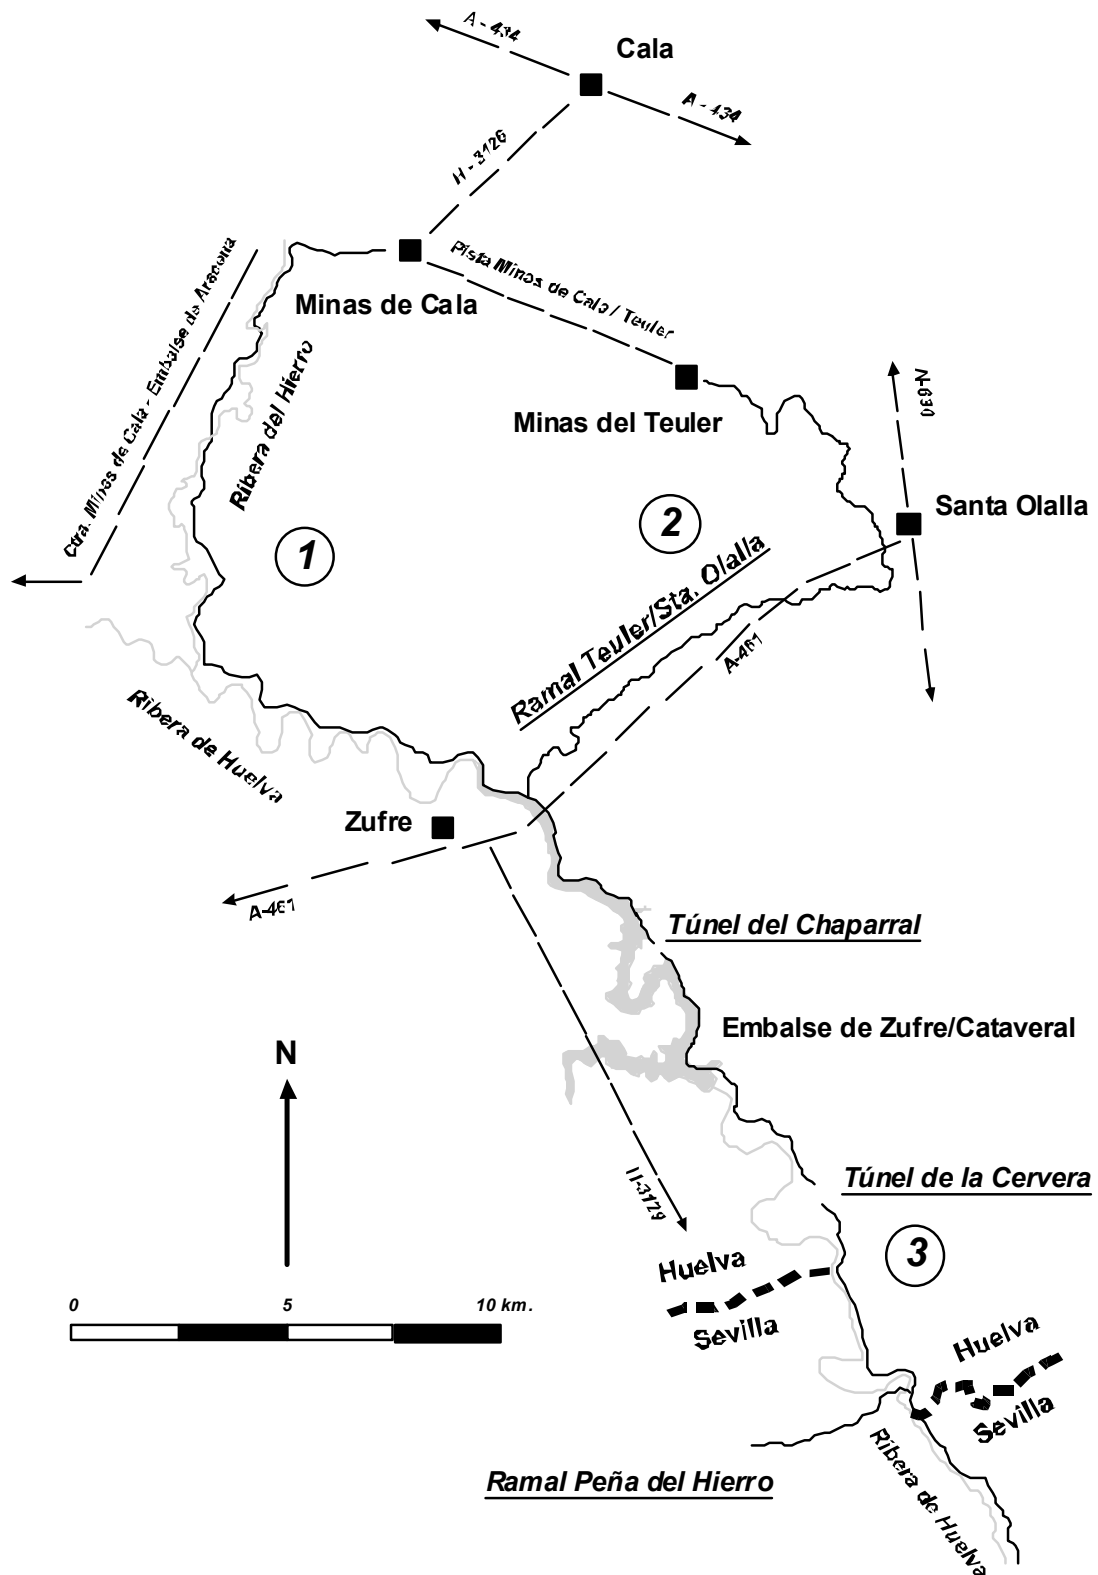 A - 434
Cala
A - 434
H - 3126
Pista Minas de Cala / Teuler
Minas de Cala
Ctra. Minas de Cala - Embalse de Aracena
Ribera del Hierro
Minas del Teuler
N-630
Santa Olalla
1
2
Ramal Teuler/Sta. Olalla
A-461
Ribera de Huelva
Zufre
A-461
Túnel del Chaparral
Embalse de Zufre/Cataveral
N
Túnel de la Cervera
H-3129
3
Huelva
Sevilla
0 5 10 km.
Huelva
Sevilla
Ramal Peña del Hierro
Ribera de Huelva